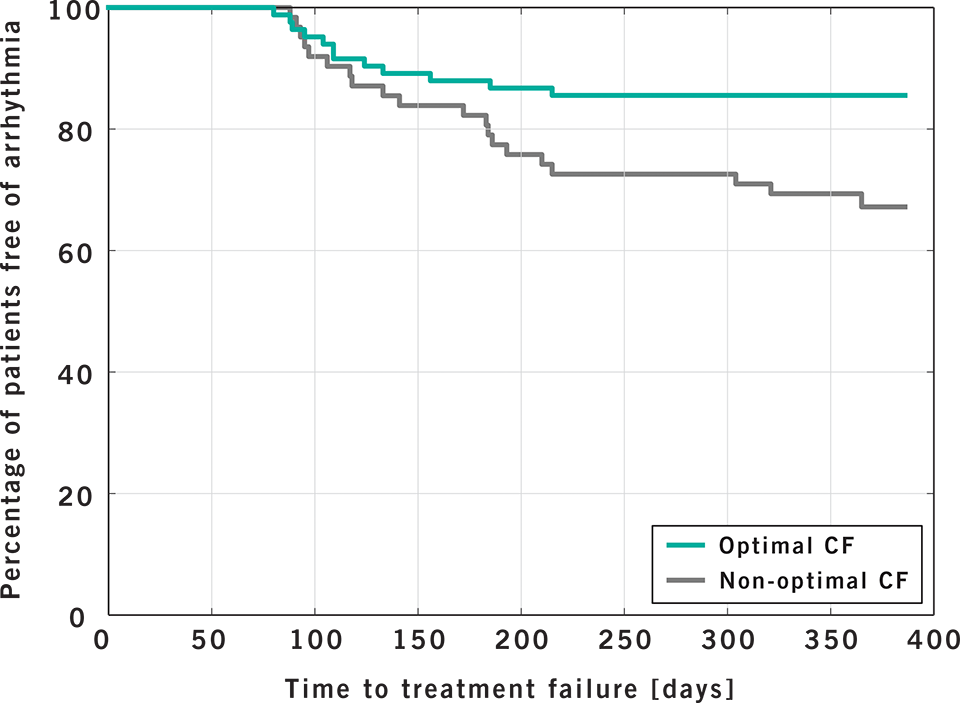 Percentage of patients free of arrhythmia
100
80
60
40
20
0
0 50 100 150 200 250 300 350 400
Time to treatment failure [days]
Optimal CF
Non-optimal CF